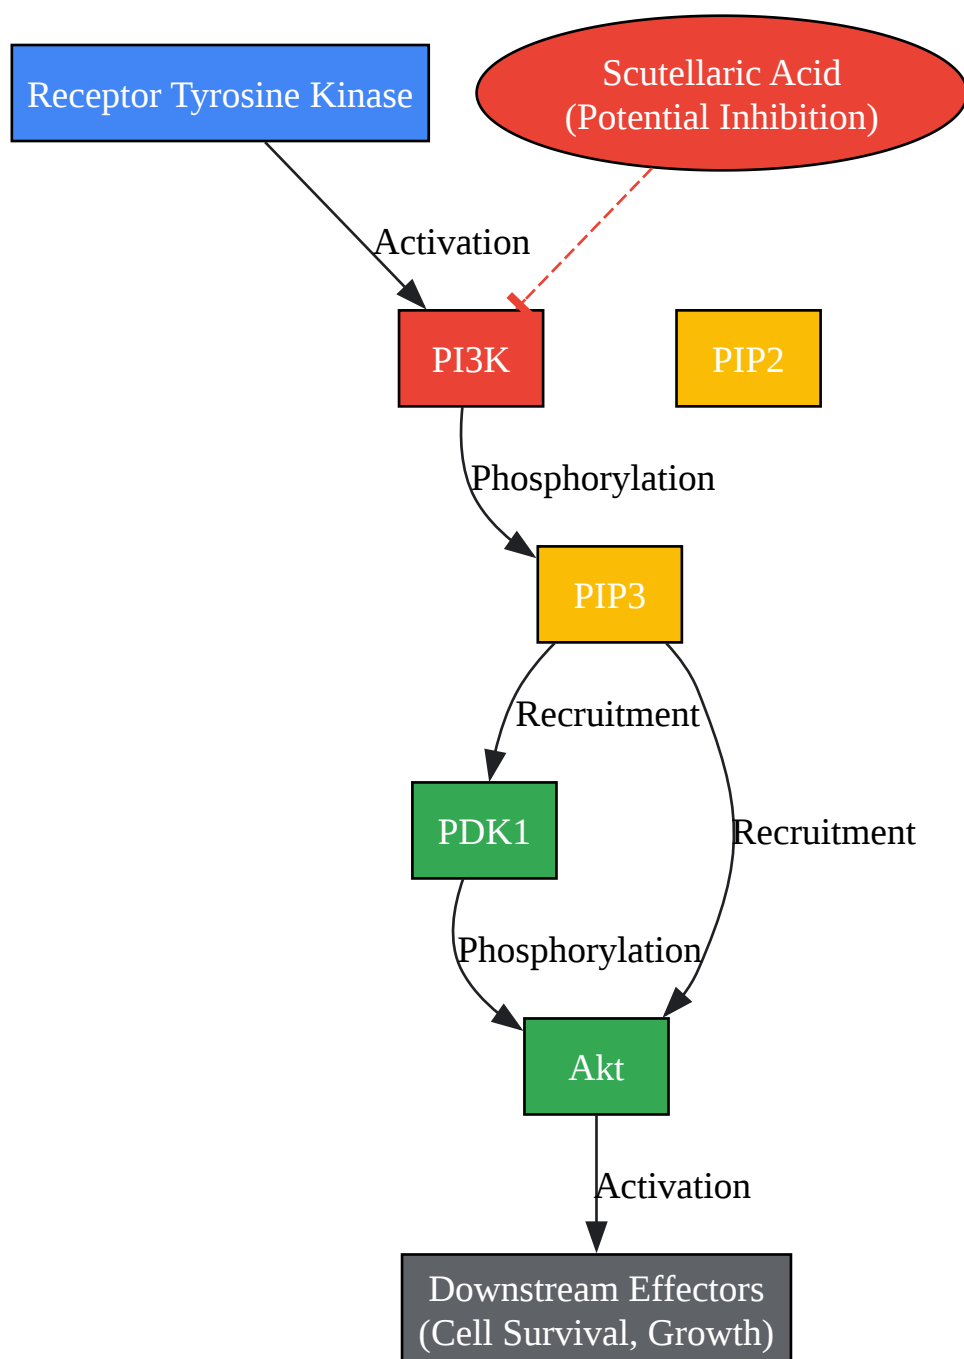 Receptor Tyrosine Kinase
Scutellaric Acid
(Potential Inhibition)
Activation
PI3K
PIP2
Phosphorylation
PIP3
Recruitment
PDK1
Recruitment
Phosphorylation
Akt
Activation
Downstream Effectors
(Cell Survival, Growth)